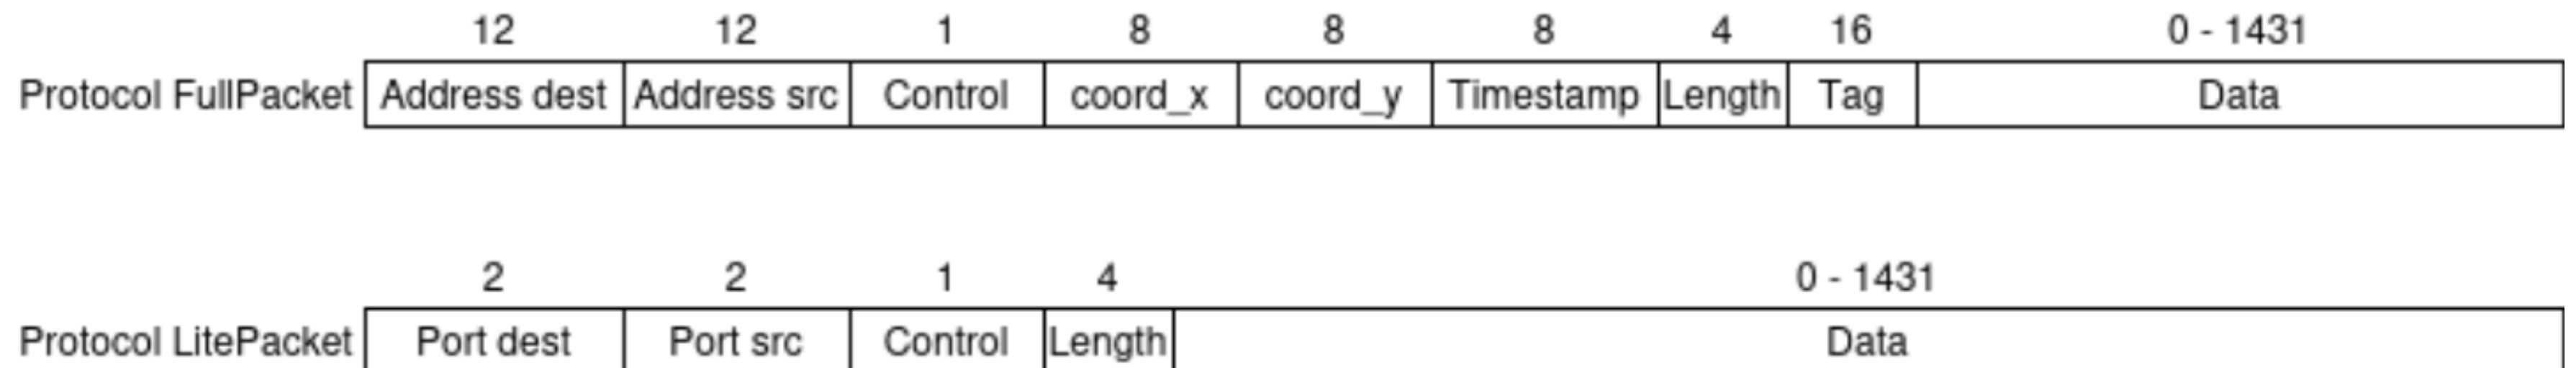 12 12 1 8 8 8 4 16 0 - 1431
Protocol FullPacket Address dest Address src Control coord_x coord_y Timestamp Length Tag Data
2 2 1 4 0 - 1431
Protocol LitePacket Port dest Port src Control Length Data